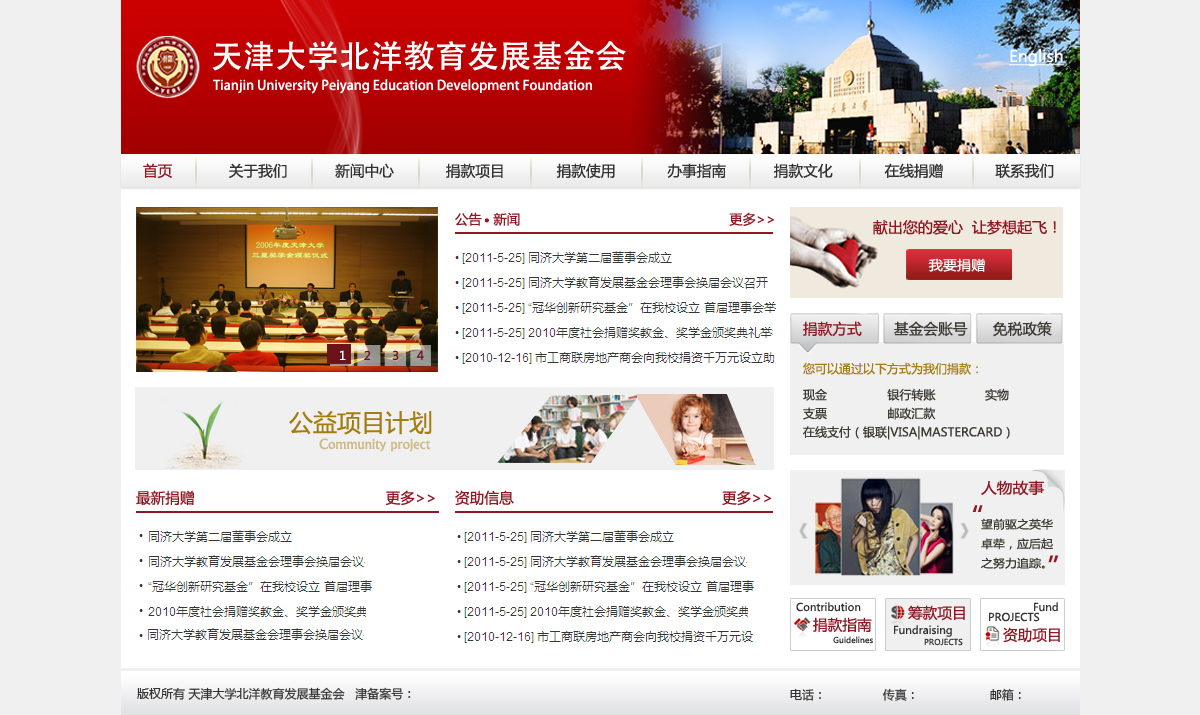 天津大学北洋教育发展基金会
Tianjin University Peiyang Education Development Foundation
English
首页 关于我们 新闻中心 捐款项目 捐款使用 办事指南 捐款文化 在线捐赠 联系我们
2006年度天津大学
三星奖学金颁奖仪式
1 2 3 4
公告 • 新闻 更多>>
• [2011-5-25] 同济大学第二届董事会成立
• [2011-5-25] 同济大学教育发展基金会理事会换届会议召开
• [2011-5-25] “冠华创新研究基金”在我校设立 首届理事会举
• [2011-5-25] 2010年度社会捐赠奖教金、奖学金颁奖典礼举
• [2010-12-16] 市工商联房地产商会向我校捐资千万元设立助
献出您的爱心 让梦想起飞！
我要捐赠
捐款方式 基金会账号 免税政策
您可以通过以下方式为我们捐款：
现金 银行转账 实物
支票 邮政汇款
在线支付（银联|VISA|MASTERCARD）
公益项目计划
Community project
最新捐赠 更多>>
• 同济大学第二届董事会成立
• 同济大学教育发展基金会理事会换届会议
• “冠华创新研究基金”在我校设立 首届理事
• 2010年度社会捐赠奖教金、奖学金颁奖典
• 同济大学教育发展基金会理事会换届会议
资助信息 更多>>
• [2011-5-25] 同济大学第二届董事会成立
• [2011-5-25] 同济大学教育发展基金会理事会换届会议
• [2011-5-25] “冠华创新研究基金”在我校设立 首届理事
• [2011-5-25] 2010年度社会捐赠奖教金、奖学金颁奖典
• [2010-12-16] 市工商联房地产商会向我校捐资千万元设
人物故事
“望前驱之英华
卓荦，应后起
之努力追踪。”
Contribution
捐款指南
Guidelines
筹款项目
Fundraising
PROJECTS
Fund
PROJECTS
资助项目
版权所有 天津大学北洋教育发展基金会 津备案号：
电话： 传真： 邮箱：